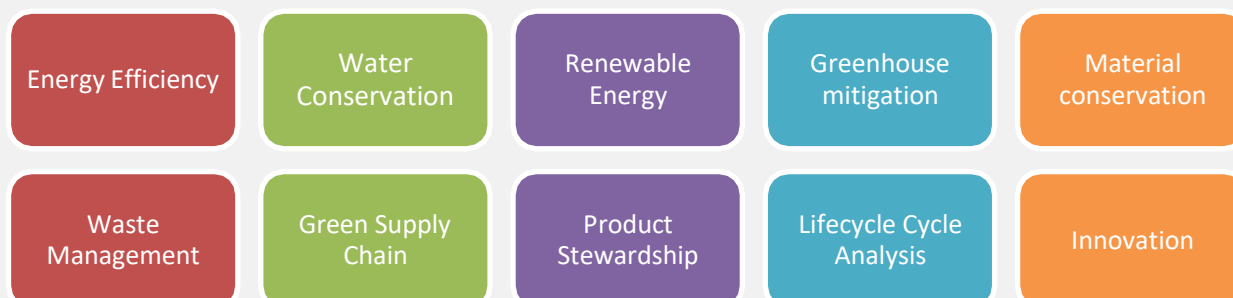 Energy Efficiency
Water
Conservation
Renewable
Energy
Greenhouse
mitigation
Material
conservation
Waste
Management
Green Supply
Chain
Product
Stewardship
Lifecycle Cycle
Analysis
Innovation